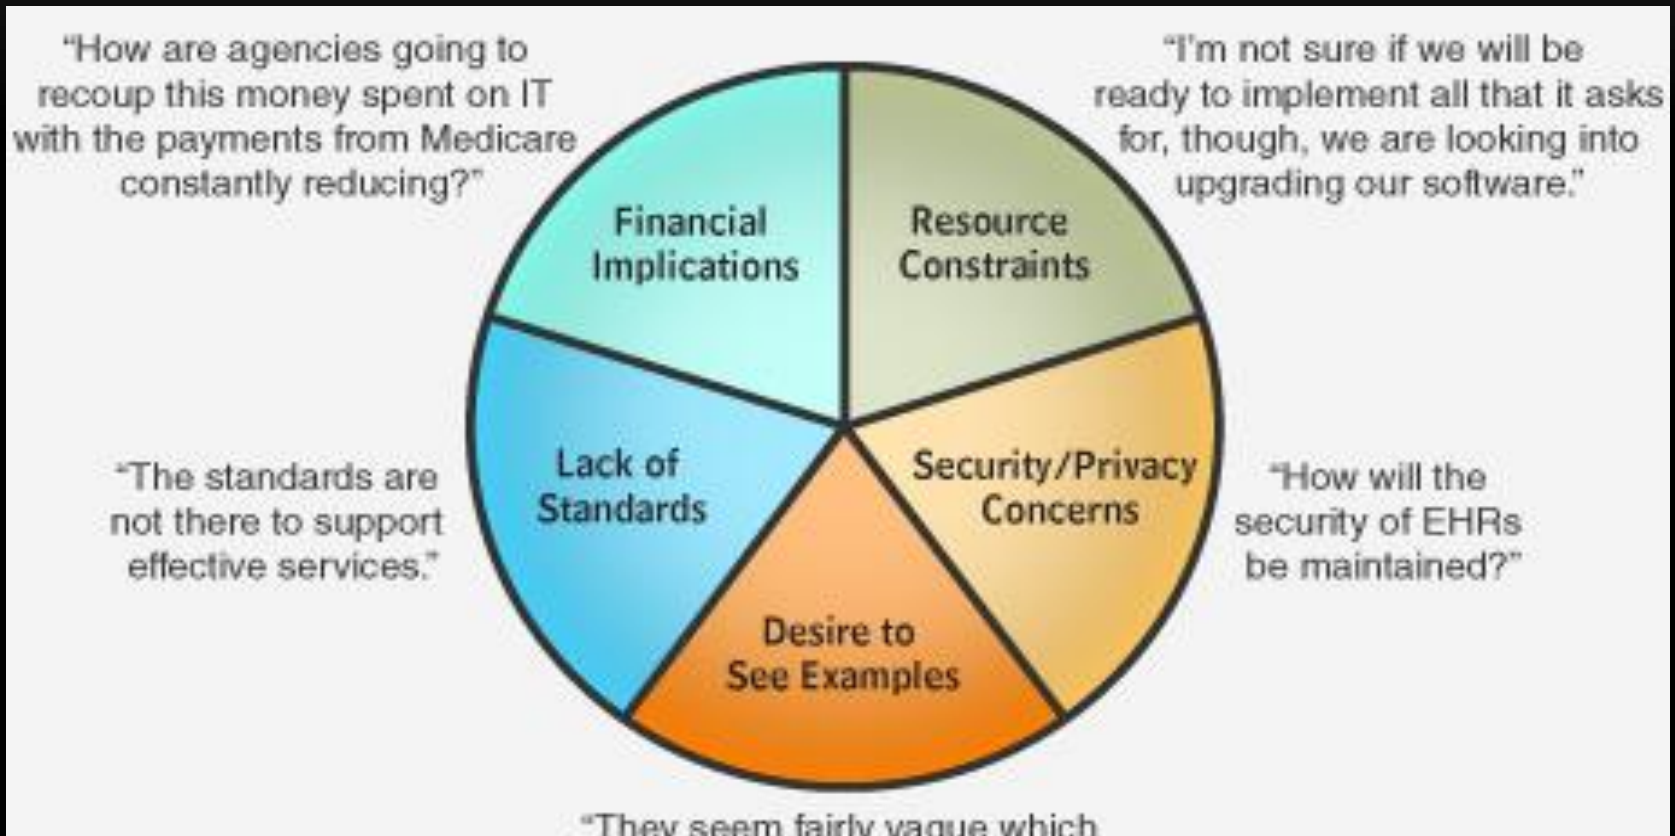 “How are agencies going to
recoup this money spent on IT
with the payments from Medicare
constantly reducing?”
“I’m not sure if we will be
ready to implement all that it asks
for, though, we are looking into
upgrading our software.”
Financial
Implications
Resource
Constraints
Lack of
Standards
Security/Privacy
Concerns
“The standards are
not there to support
effective services.”
“How will the
security of EHRs
be maintained?”
Desire to
See Examples
“They seem fairly vague which